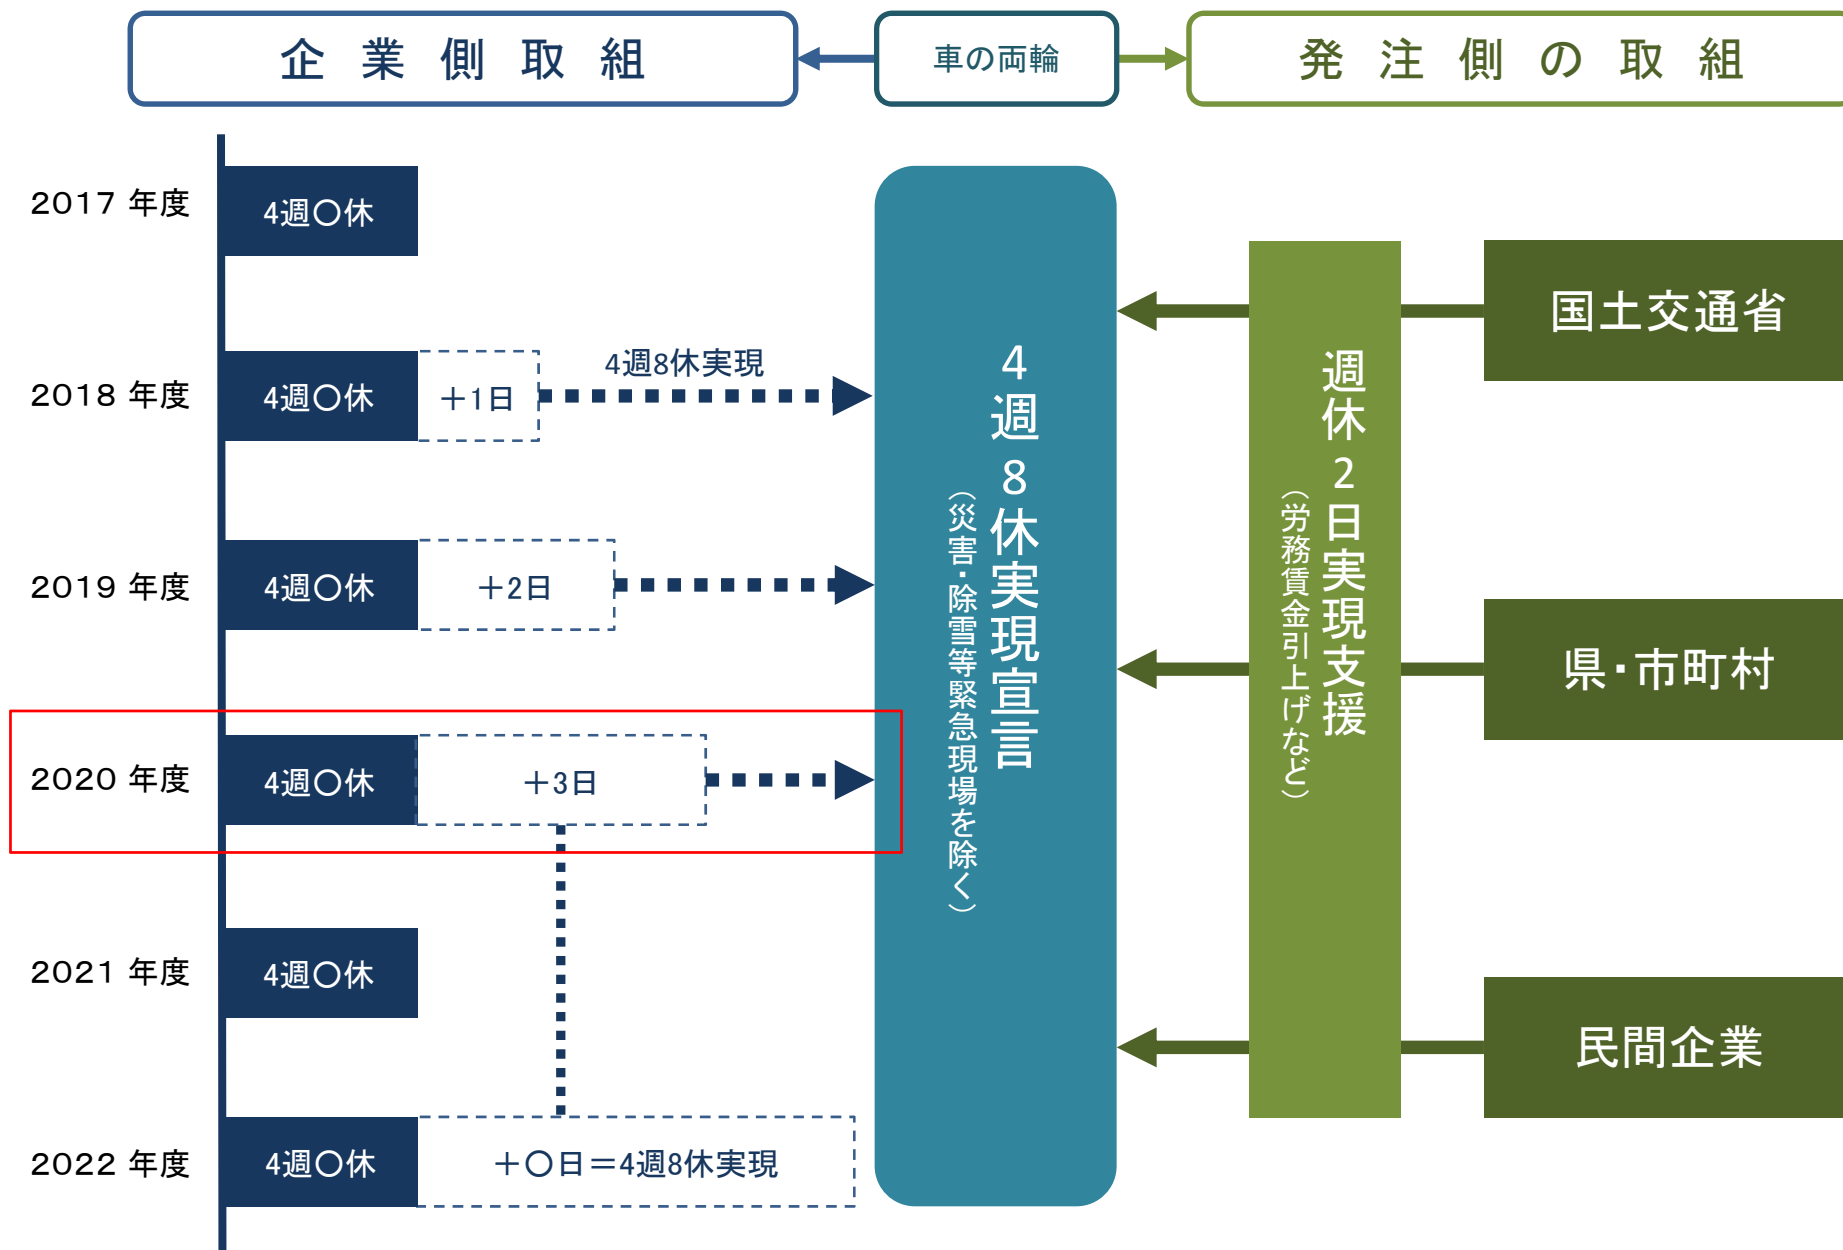 企業側取組
車の両輪
発注側の取組
2017 年度
4週〇休
2018 年度
4週〇休
＋1日
4週8休実現
2019 年度
4週〇休
＋2日
2020 年度
4週〇休
＋3日
2021 年度
4週〇休
2022 年度
4週〇休
＋〇日＝4週8休実現
4週8休実現宣言
（災害・除雪等緊急現場を除く）
週休2日実現支援
（労務賃金引上げなど）
国土交通省
県・市町村
民間企業